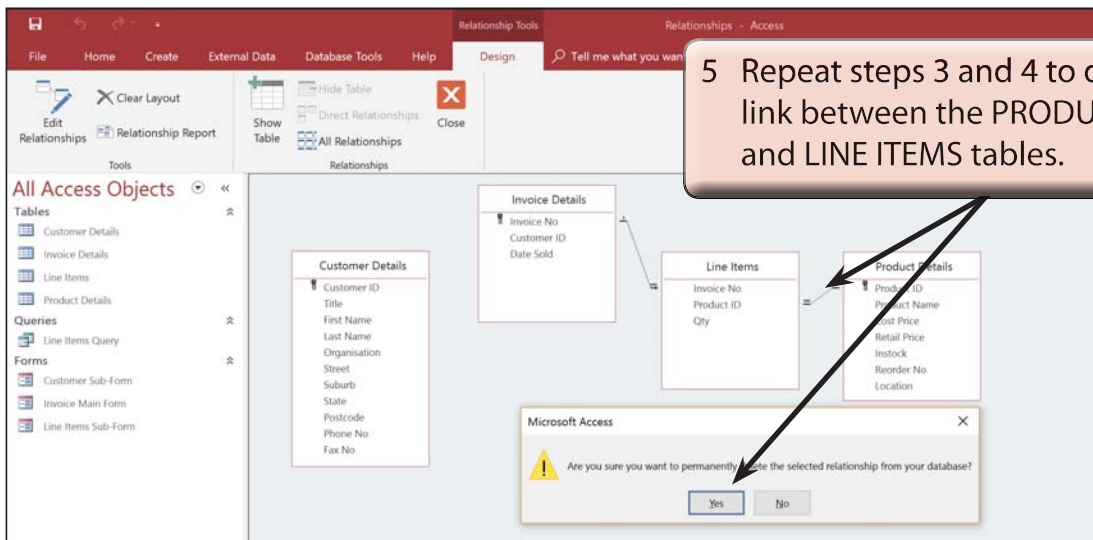 Relationship Tools
Relationships - Access
File Home Create External Data Database Tools Help Design Tell me what you wan
Edit Relationships
Clear Layout
Relationship Report
Tools
Show Table
Hide Table
Direct Relationships
All Relationships
Close
Relationships
5 Repeat steps 3 and 4 to
link between the PRODU
and LINE ITEMS tables.
All Access Objects
Tables
Customer Details
Invoice Details
Line Items
Product Details
Queries
Line Items Query
Forms
Customer Sub-Form
Invoice Main Form
Line Items Sub-Form
Customer Details
Customer ID
Title
First Name
Last Name
Organisation
Street
Suburb
State
Postcode
Phone No
Fax No
Invoice Details
Invoice No
Customer ID
Date Sold
Line Items
Invoice No
Product ID
Qty
Product Details
Product ID
Product Name
Cost Price
Retail Price
Instock
Reorder No
Location
Microsoft Access
Are you sure you want to permanently delete the selected relationship from your database?
Yes No